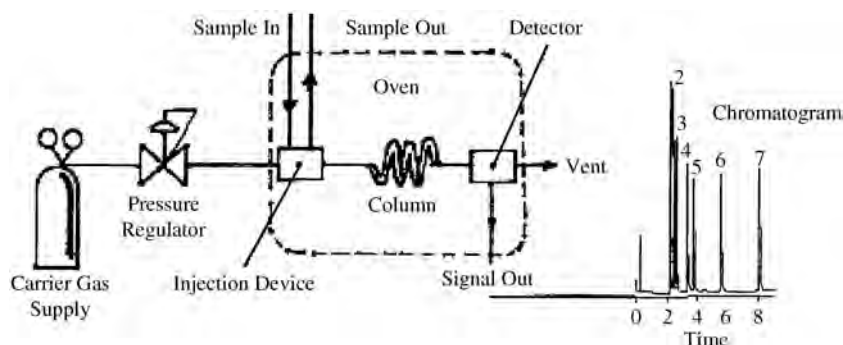 Sample In
Sample Out
Detector
Oven
2
Chromatogram
3
4
5
6
7
Vent
Pressure
Regulator
Column
Carrier Gas
Supply
Injection Device
Signal Out
0 2 4 6 8
Time